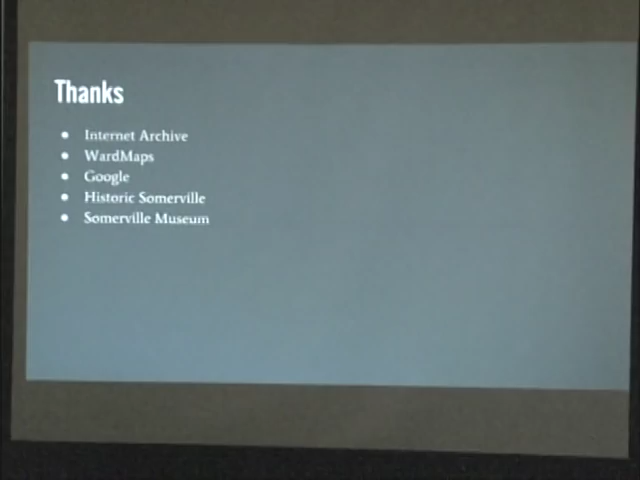 Thanks
● Internet Archive
● WardMaps
● Google
● Historic Somerville
● Somerville Museum